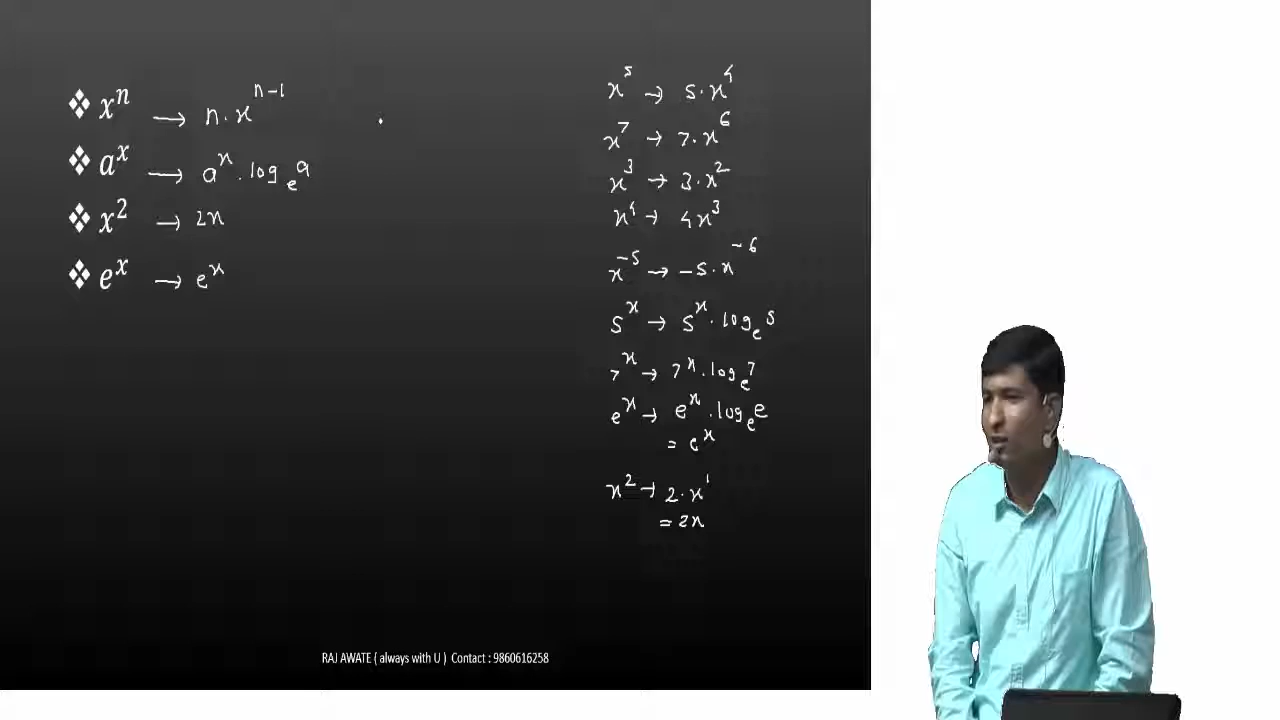 ❖ xⁿ → n·xⁿ⁻¹
❖ aˣ → aˣ·logₑa
❖ x² → 2x
❖ eˣ → eˣ
x⁵ → 5·x⁴
x⁷ → 7·x⁶
x³ → 3·x²
x⁴ → 4x³
x⁻⁵ → -5·x⁻⁶
5ˣ → 5ˣ·logₑ5
7ˣ → 7ˣ·logₑ7
eˣ → eˣ·logₑe
= eˣ
x² → 2·x¹
= 2x
RAJ AWATE ( always with U ) Contact : 9860616258